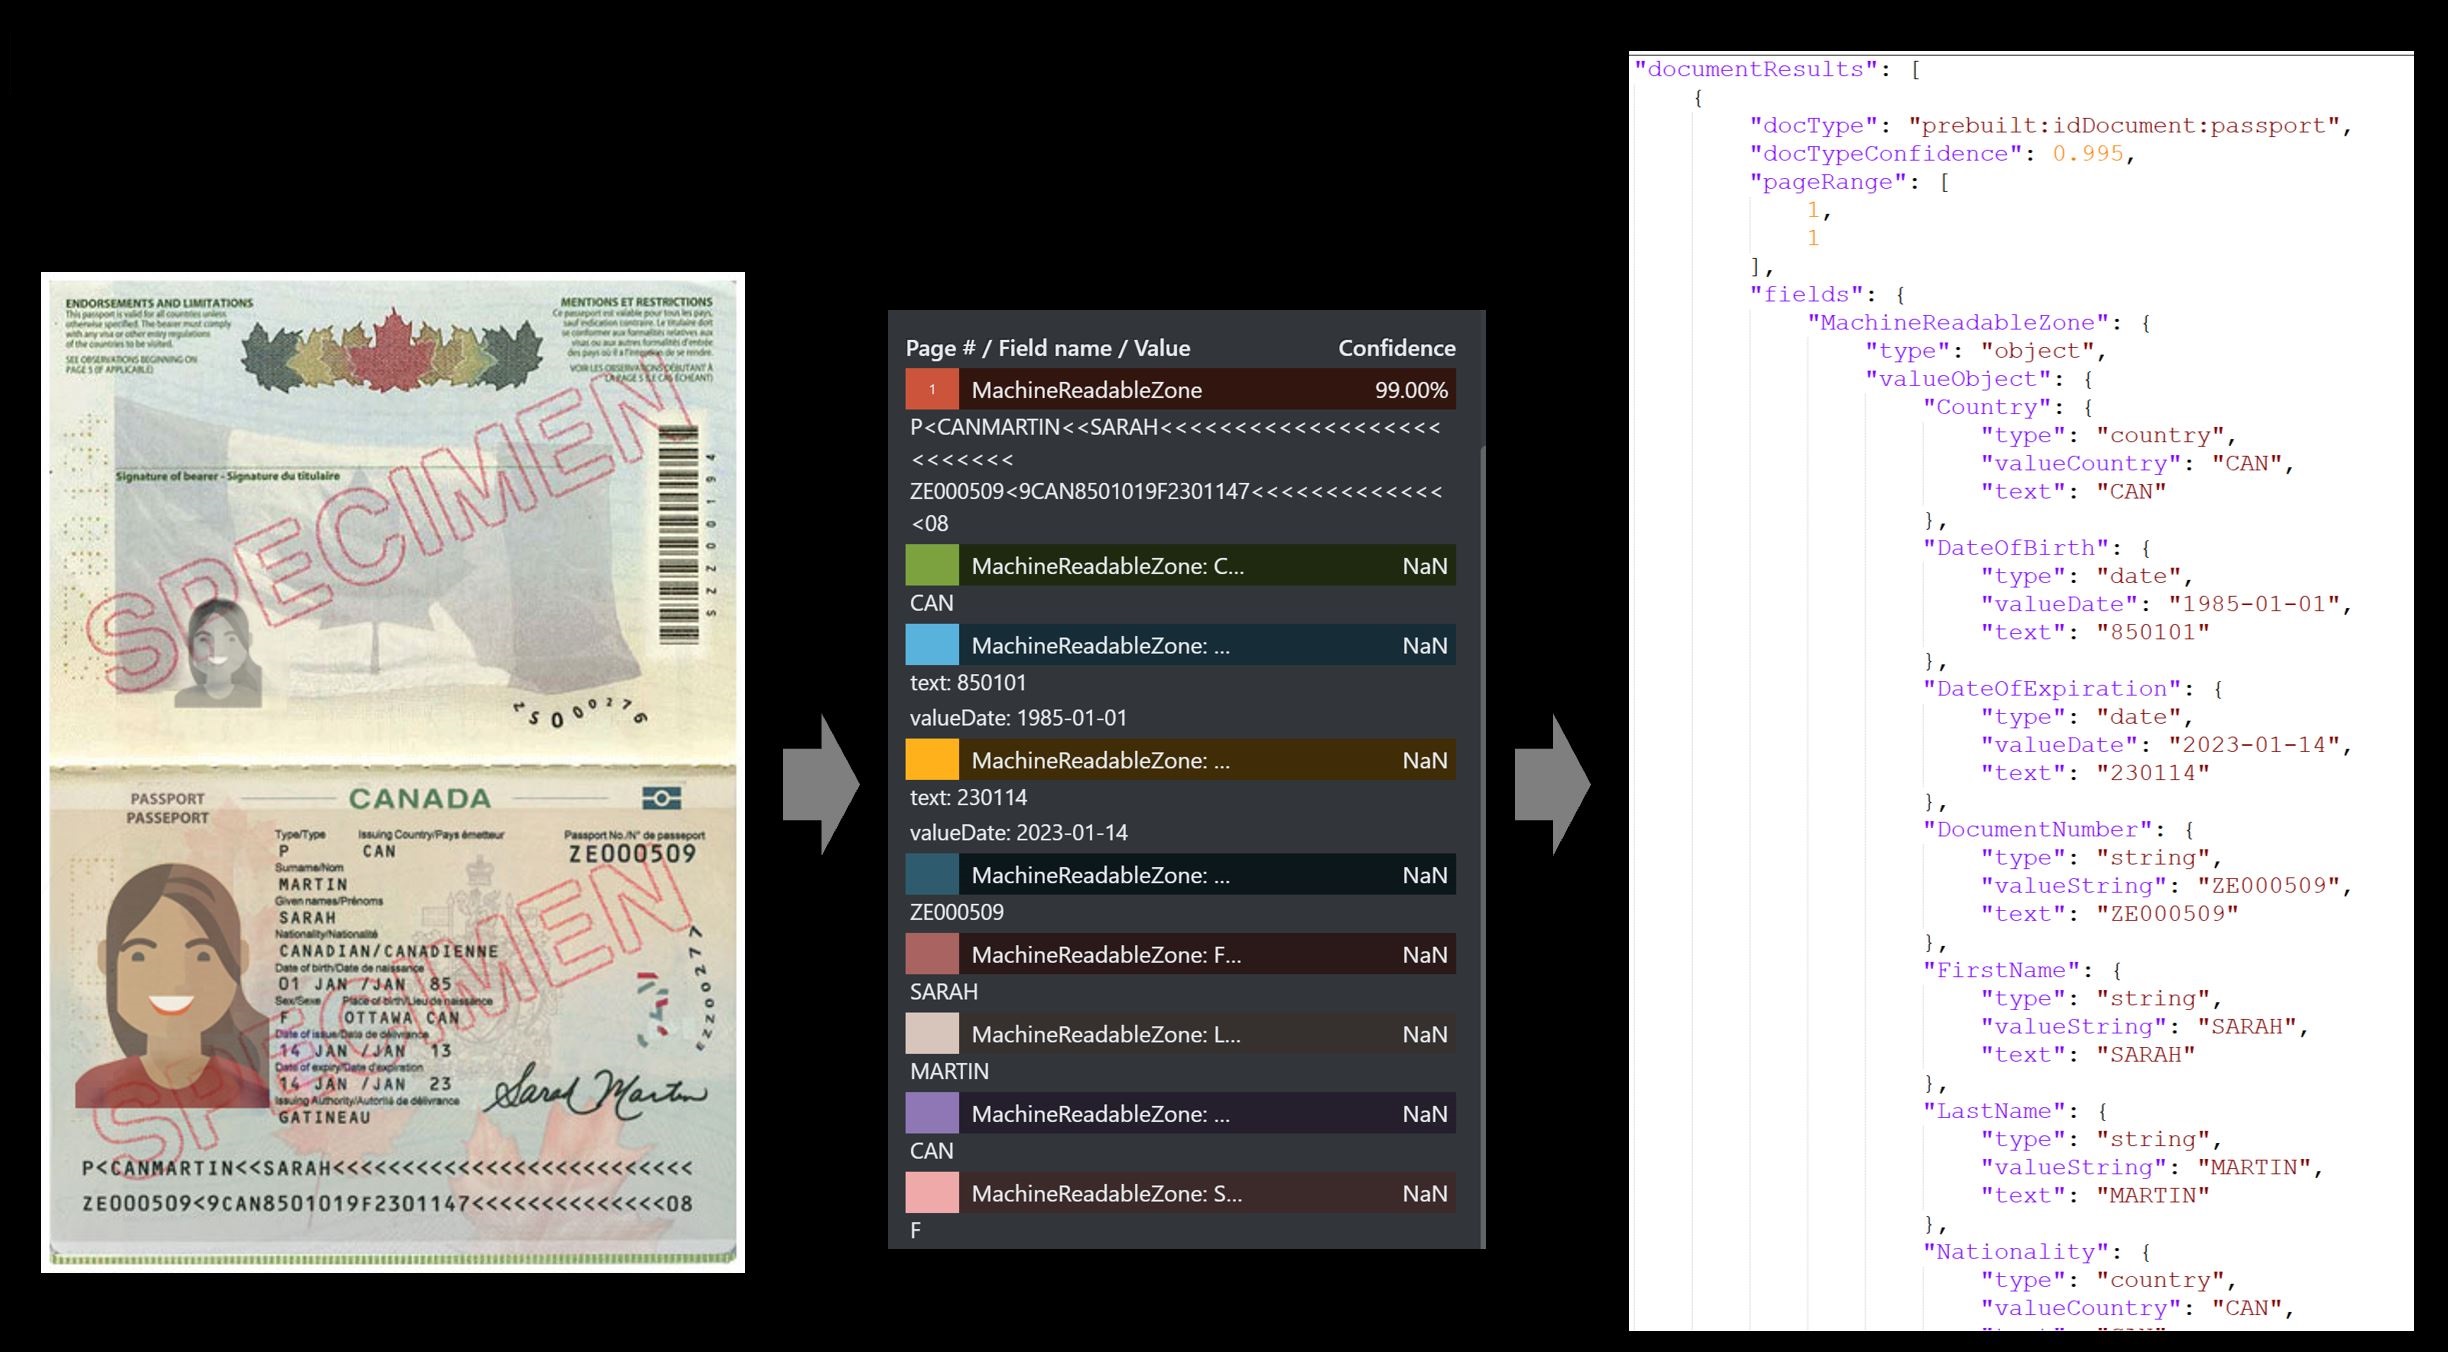 ENDORSEMENTS AND LIMITATIONS
This passport is valid for all countries unless
otherwise specified. The bearer must comply
with any visa or other entry regulations
of the countries to be visited.
SEE OBSERVATIONS BEGINNING ON
PAGE 5 (IF APPLICABLE)
MENTIONS ET RESTRICTIONS
Ce passeport est valable pour tous les pays,
sauf indication contraire. Le titulaire doit
se conformer aux formalités relatives aux
visas ou aux autres formalités d'entrée
des pays où il a l'intention de se rendre.
VOIR LES OBSERVATIONS DÉBUTANT À
LA PAGE 5 (LE CAS ÉCHÉANT)
Signature of bearer - Signature du titulaire
SPECIMEN
PASSPORT
PASSEPORT
CANADA
Type/Type Issuing Country/Pays émetteur Passport No./N° de passeport
P CAN ZE000509
Surname/Nom
MARTIN
Given names/Prénoms
SARAH
Nationality/Nationalité
CANADIAN/CANADIENNE
Date of birth/Date de naissance
01 JAN /JAN 85
Sex/Sexe Place of birth/Lieu de naissance
F OTTAWA CAN
Date of issue/Date de délivrance
14 JAN /JAN 13
Date of expiry/Date d'expiration
14 JAN /JAN 23
Issuing Authority/Autorité de délivrance
GATINEAU
Sarah Martin
SPECIMEN
P<CANMARTIN<<SARAH<<<<<<<<<<<<<<<<<<<<<<<<<<
ZE000509<9CAN8501019F2301147<<<<<<<<<<<<<<08
Page # / Field name / Value Confidence
1 MachineReadableZone 99.00%
P<CANMARTIN<<SARAH<<<<<<<<<<<<<<<<<<<
<<<<<<<
ZE000509<9CAN8501019F2301147<<<<<<<<<<<<<
<08
MachineReadableZone: C... NaN
CAN
MachineReadableZone: ... NaN
text: 850101
valueDate: 1985-01-01
MachineReadableZone: ... NaN
text: 230114
valueDate: 2023-01-14
MachineReadableZone: ... NaN
ZE000509
MachineReadableZone: F... NaN
SARAH
MachineReadableZone: L... NaN
MARTIN
MachineReadableZone: ... NaN
CAN
MachineReadableZone: S... NaN
F
"documentResults": [
{
"docType": "prebuilt:idDocument:passport",
"docTypeConfidence": 0.995,
"pageRange": [
1,
1
],
"fields": {
"MachineReadableZone": {
"type": "object",
"valueObject": {
"Country": {
"type": "country",
"valueCountry": "CAN",
"text": "CAN"
},
"DateOfBirth": {
"type": "date",
"valueDate": "1985-01-01",
"text": "850101"
},
"DateOfExpiration": {
"type": "date",
"valueDate": "2023-01-14",
"text": "230114"
},
"DocumentNumber": {
"type": "string",
"valueString": "ZE000509",
"text": "ZE000509"
},
"FirstName": {
"type": "string",
"valueString": "SARAH",
"text": "SARAH"
},
"LastName": {
"type": "string",
"valueString": "MARTIN",
"text": "MARTIN"
},
"Nationality": {
"type": "country",
"valueCountry": "CAN",